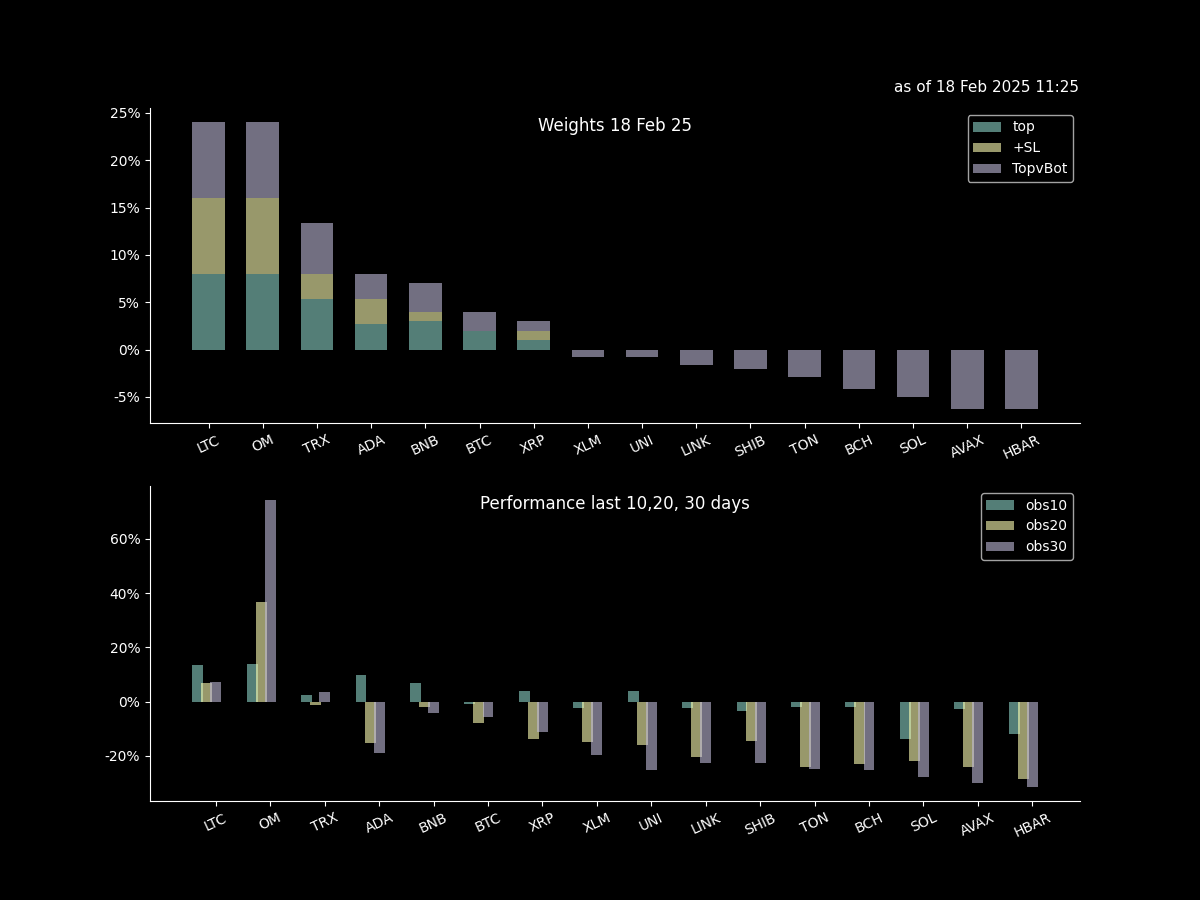 as of 18 Feb 2025 11:25
Weights 18 Feb 25
top
+SL
TopvBot
25%
20%
15%
10%
5%
0%
-5%
LTC OM TRX ADA BNB BTC XRP XLM UNI LINK SHIB TON BCH SOL AVAX HBAR
Performance last 10,20, 30 days
obs10
obs20
obs30
60%
40%
20%
0%
-20%
LTC OM TRX ADA BNB BTC XRP XLM UNI LINK SHIB TON BCH SOL AVAX HBAR